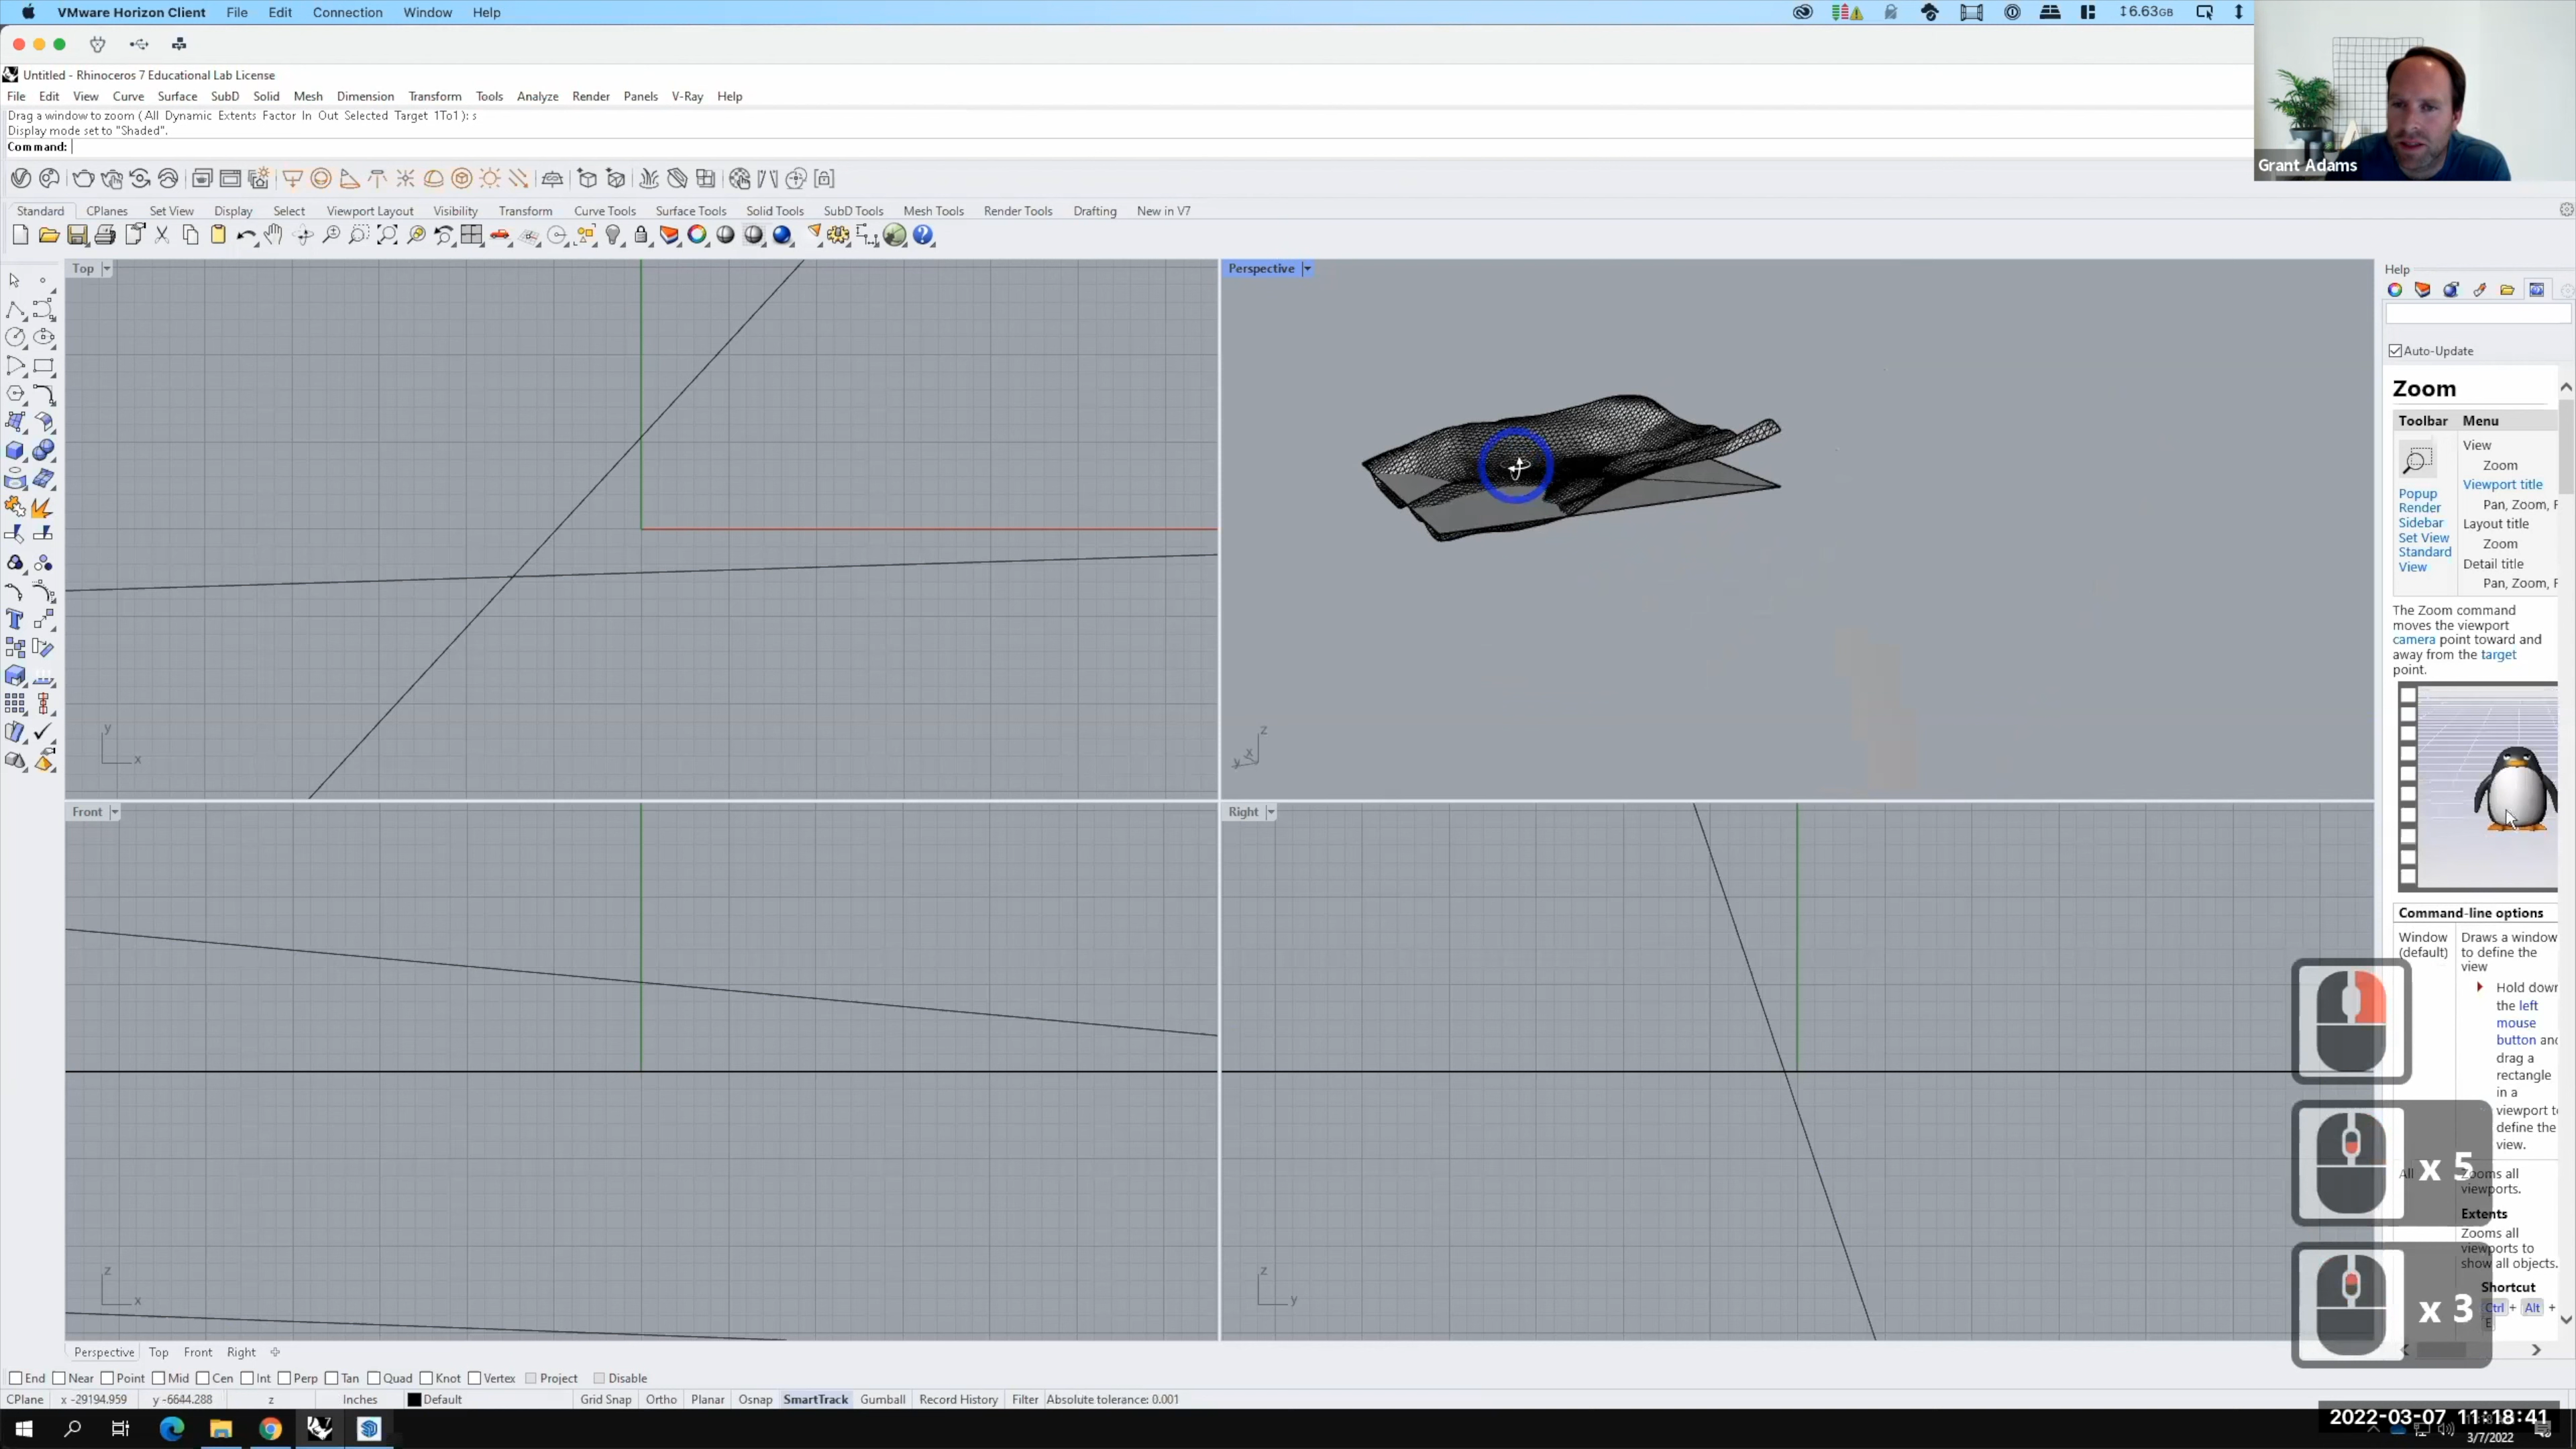 VMware Horizon Client File Edit Connection Window Help
6.63GB
Grant Adams
Untitled - Rhinoceros 7 Educational Lab License
File Edit View Curve Surface SubD Solid Mesh Dimension Transform Tools Analyze Render Panels V-Ray Help
Drag a window to zoom ( All Dynamic Extents Factor In Out Selected Target 1To1 ): s
Display mode set to "Shaded".
Command:
Standard CPlanes Set View Display Select Viewport Layout Visibility Transform Curve Tools Surface Tools Solid Tools SubD Tools Mesh Tools Render Tools Drafting New in V7
Top
Perspective
y
x
z
x
y
Front
Right
z
x
z
y
Help
Auto-Update
Zoom
Toolbar Menu
View
Zoom
Viewport title
Pan, Zoom, F
Layout title
Zoom
Detail title
Pan, Zoom, F
Popup
Render
Sidebar
Set View
Standard
View
The Zoom command
moves the viewport
camera point toward and
away from the target
point.
Command-line options
Window
(default)
Draws a window
to define the
view
Hold down
the left
mouse
button and
drag a
rectangle
in a
viewport to
define the
view.
All
Zooms all
viewports.
x 5
Extents
Zooms all
viewports to
show all objects.
Shortcut
Ctrl + Alt +
E
x 3
Perspective Top Front Right
End Near Point Mid Cen Int Perp Tan Quad Knot Vertex Project Disable
CPlane x -29194.959 y -6644.288 z Inches Default Grid Snap Ortho Planar Osnap SmartTrack Gumball Record History Filter Absolute tolerance: 0.001
2022-03-07 11:18:41
3/7/2022